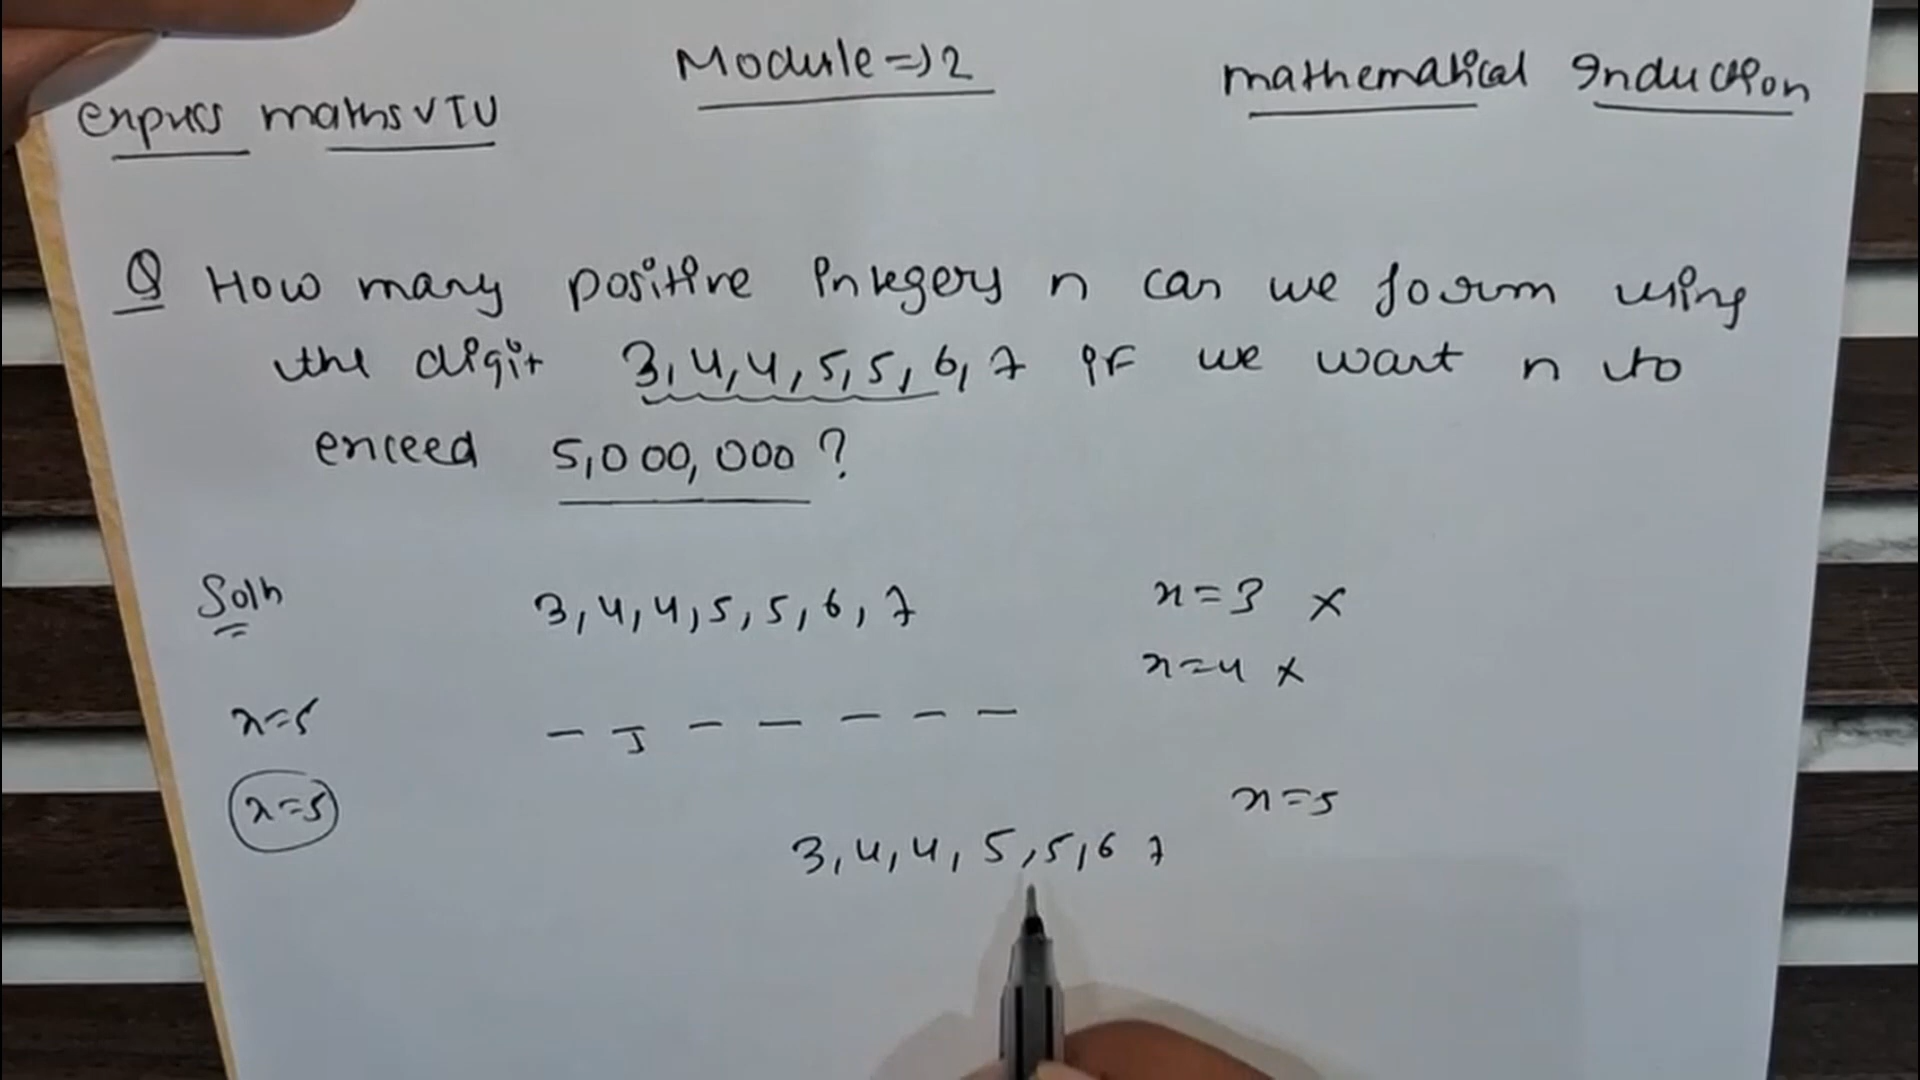 Module => 2
express maths VTU
mathematical Induction
Q How many positive integers n can we form using
the digit 3, 4, 4, 5, 5, 6, 7 if we want n to
exceed 5,000,000 ?
Soln
3, 4, 4, 5, 5, 6, 7
x = 3 ×
x = 4 ×
x = 5
x = 5
x = 5
3, 4, 4, 5, 5, 6 7